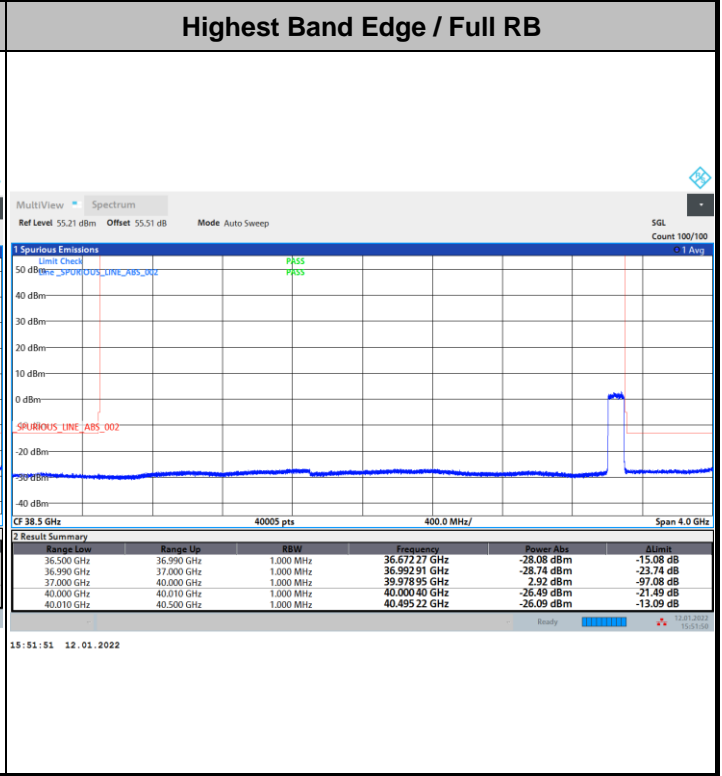 Highest Band Edge / Full RB
MultiView Spectrum
Ref Level 55.21 dBm Offset 55.51 dB Mode Auto Sweep SGL
Count 100/100
1 Spurious Emissions 1 Avg
Limit Check PASS
50 dBm Line _SPURIOUS_LINE_ABS_002 PASS
40 dBm
30 dBm
20 dBm
10 dBm
0 dBm
_SPURIOUS_LINE_ABS_002
-20 dBm
-30 dBm
-40 dBm
CF 38.5 GHz 40005 pts 400.0 MHz/ Span 4.0 GHz
2 Result Summary
Range Low Range Up RBW Frequency Power Abs ΔLimit
36.500 GHz 36.990 GHz 1.000 MHz 36.672 27 GHz -28.08 dBm -15.08 dB
36.990 GHz 37.000 GHz 1.000 MHz 36.992 91 GHz -28.74 dBm -23.74 dB
37.000 GHz 40.000 GHz 1.000 MHz 39.978 95 GHz 2.92 dBm -97.08 dB
40.000 GHz 40.010 GHz 1.000 MHz 40.000 40 GHz -26.49 dBm -21.49 dB
40.010 GHz 40.500 GHz 1.000 MHz 40.495 22 GHz -26.09 dBm -13.09 dB
Ready 12.01.2022
15:51:50
15:51:51 12.01.2022